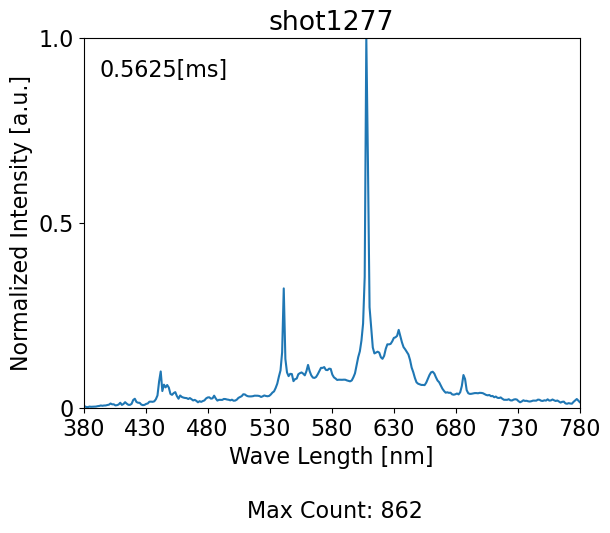 shot1277
0.5625[ms]
Normalized Intensity [a.u.]
1.0
0.5
0
380 430 480 530 580 630 680 730 780
Wave Length [nm]
Max Count: 862